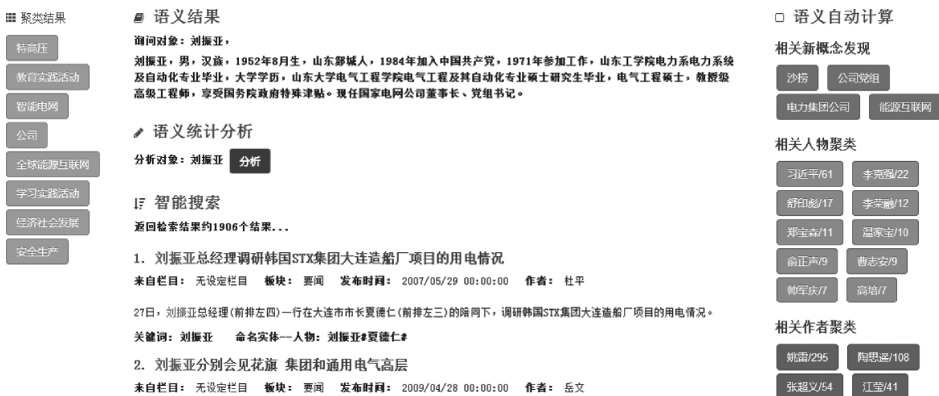 聚类结果
特高压
教育实践活动
智能电网
公司
全球能源互联网
学习实践活动
经济社会发展
安全生产
语义结果
询问对象：刘振亚，
刘振亚，男，汉族，1952年8月生，山东鄄城人，1984年加入中国共产党，1971年参加工作，山东工学院电力系电力系统
及自动化专业毕业，大学学历，山东大学电气工程学院电气工程及其自动化专业硕士研究生毕业，电气工程硕士，教授级
高级工程师，享受国务院政府特殊津贴。现任国家电网公司董事长、党组书记。
语义统计分析
分析对象：刘振亚 分析
智能搜索
返回检索结果约1906个结果...
1. 刘振亚总经理调研韩国STX集团大连造船厂项目的用电情况
来自栏目： 无设定栏目 板块： 要闻 发布时间： 2007/05/29 00:00:00 作者： 杜平
27日，刘振亚总经理(前排左四)一行在大连市市长夏德仁(前排左三)的陪同下，调研韩国STX集团大连造船厂项目的用电情况。
关键词：刘振亚 命名实体--人物：刘振亚#夏德仁#
2. 刘振亚分别会见花旗 集团和通用电气高层
来自栏目： 无设定栏目 板块： 要闻 发布时间： 2009/04/28 00:00:00 作者： 岳文
语义自动计算
相关新概念发现
沙捞 公司党组
电力集团公司 能源互联网
相关人物聚类
习近平/61 李克强/22
舒印彪/17 李荣融/12
郑宝森/11 温家宝/10
俞正声/9 曹志安/9
帅军庆/7 高培/7
相关作者聚类
姚雷/295 陶思遥/108
张超义/54 江莹/41